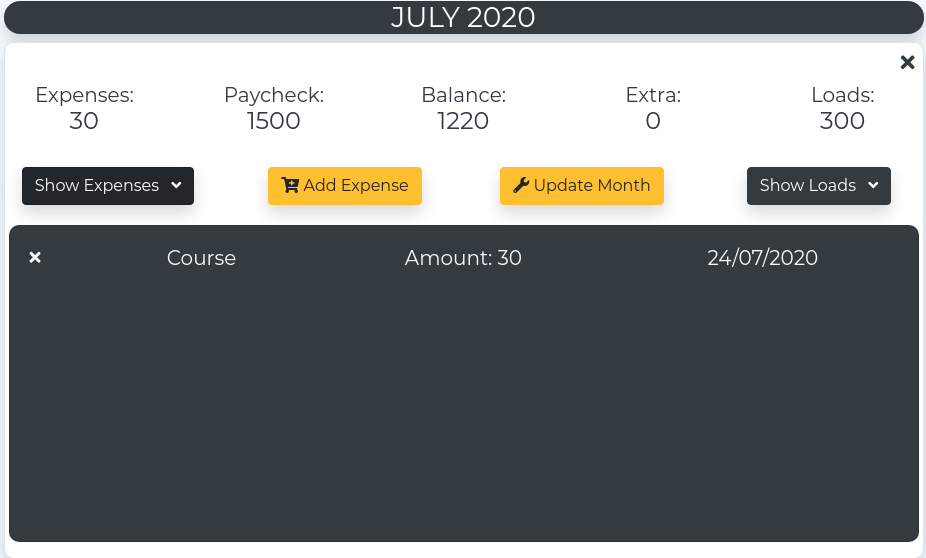 JULY 2020
Expenses: Paycheck: Balance: Extra: Loads:
30 1500 1220 0 300
Show Expenses Add Expense Update Month Show Loads
Course Amount: 30 24/07/2020